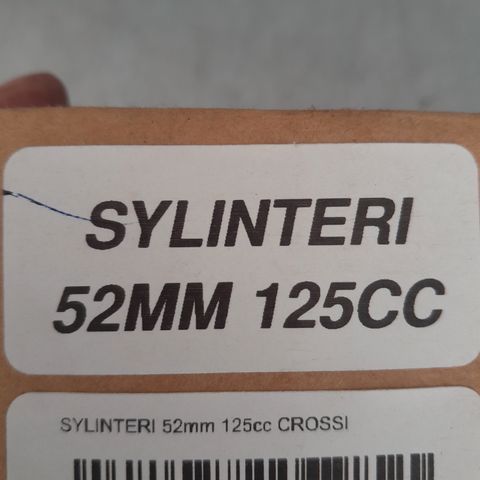 SYLINTERI
52MM 125CC
SYLINTERI 52mm 125cc CROSSI